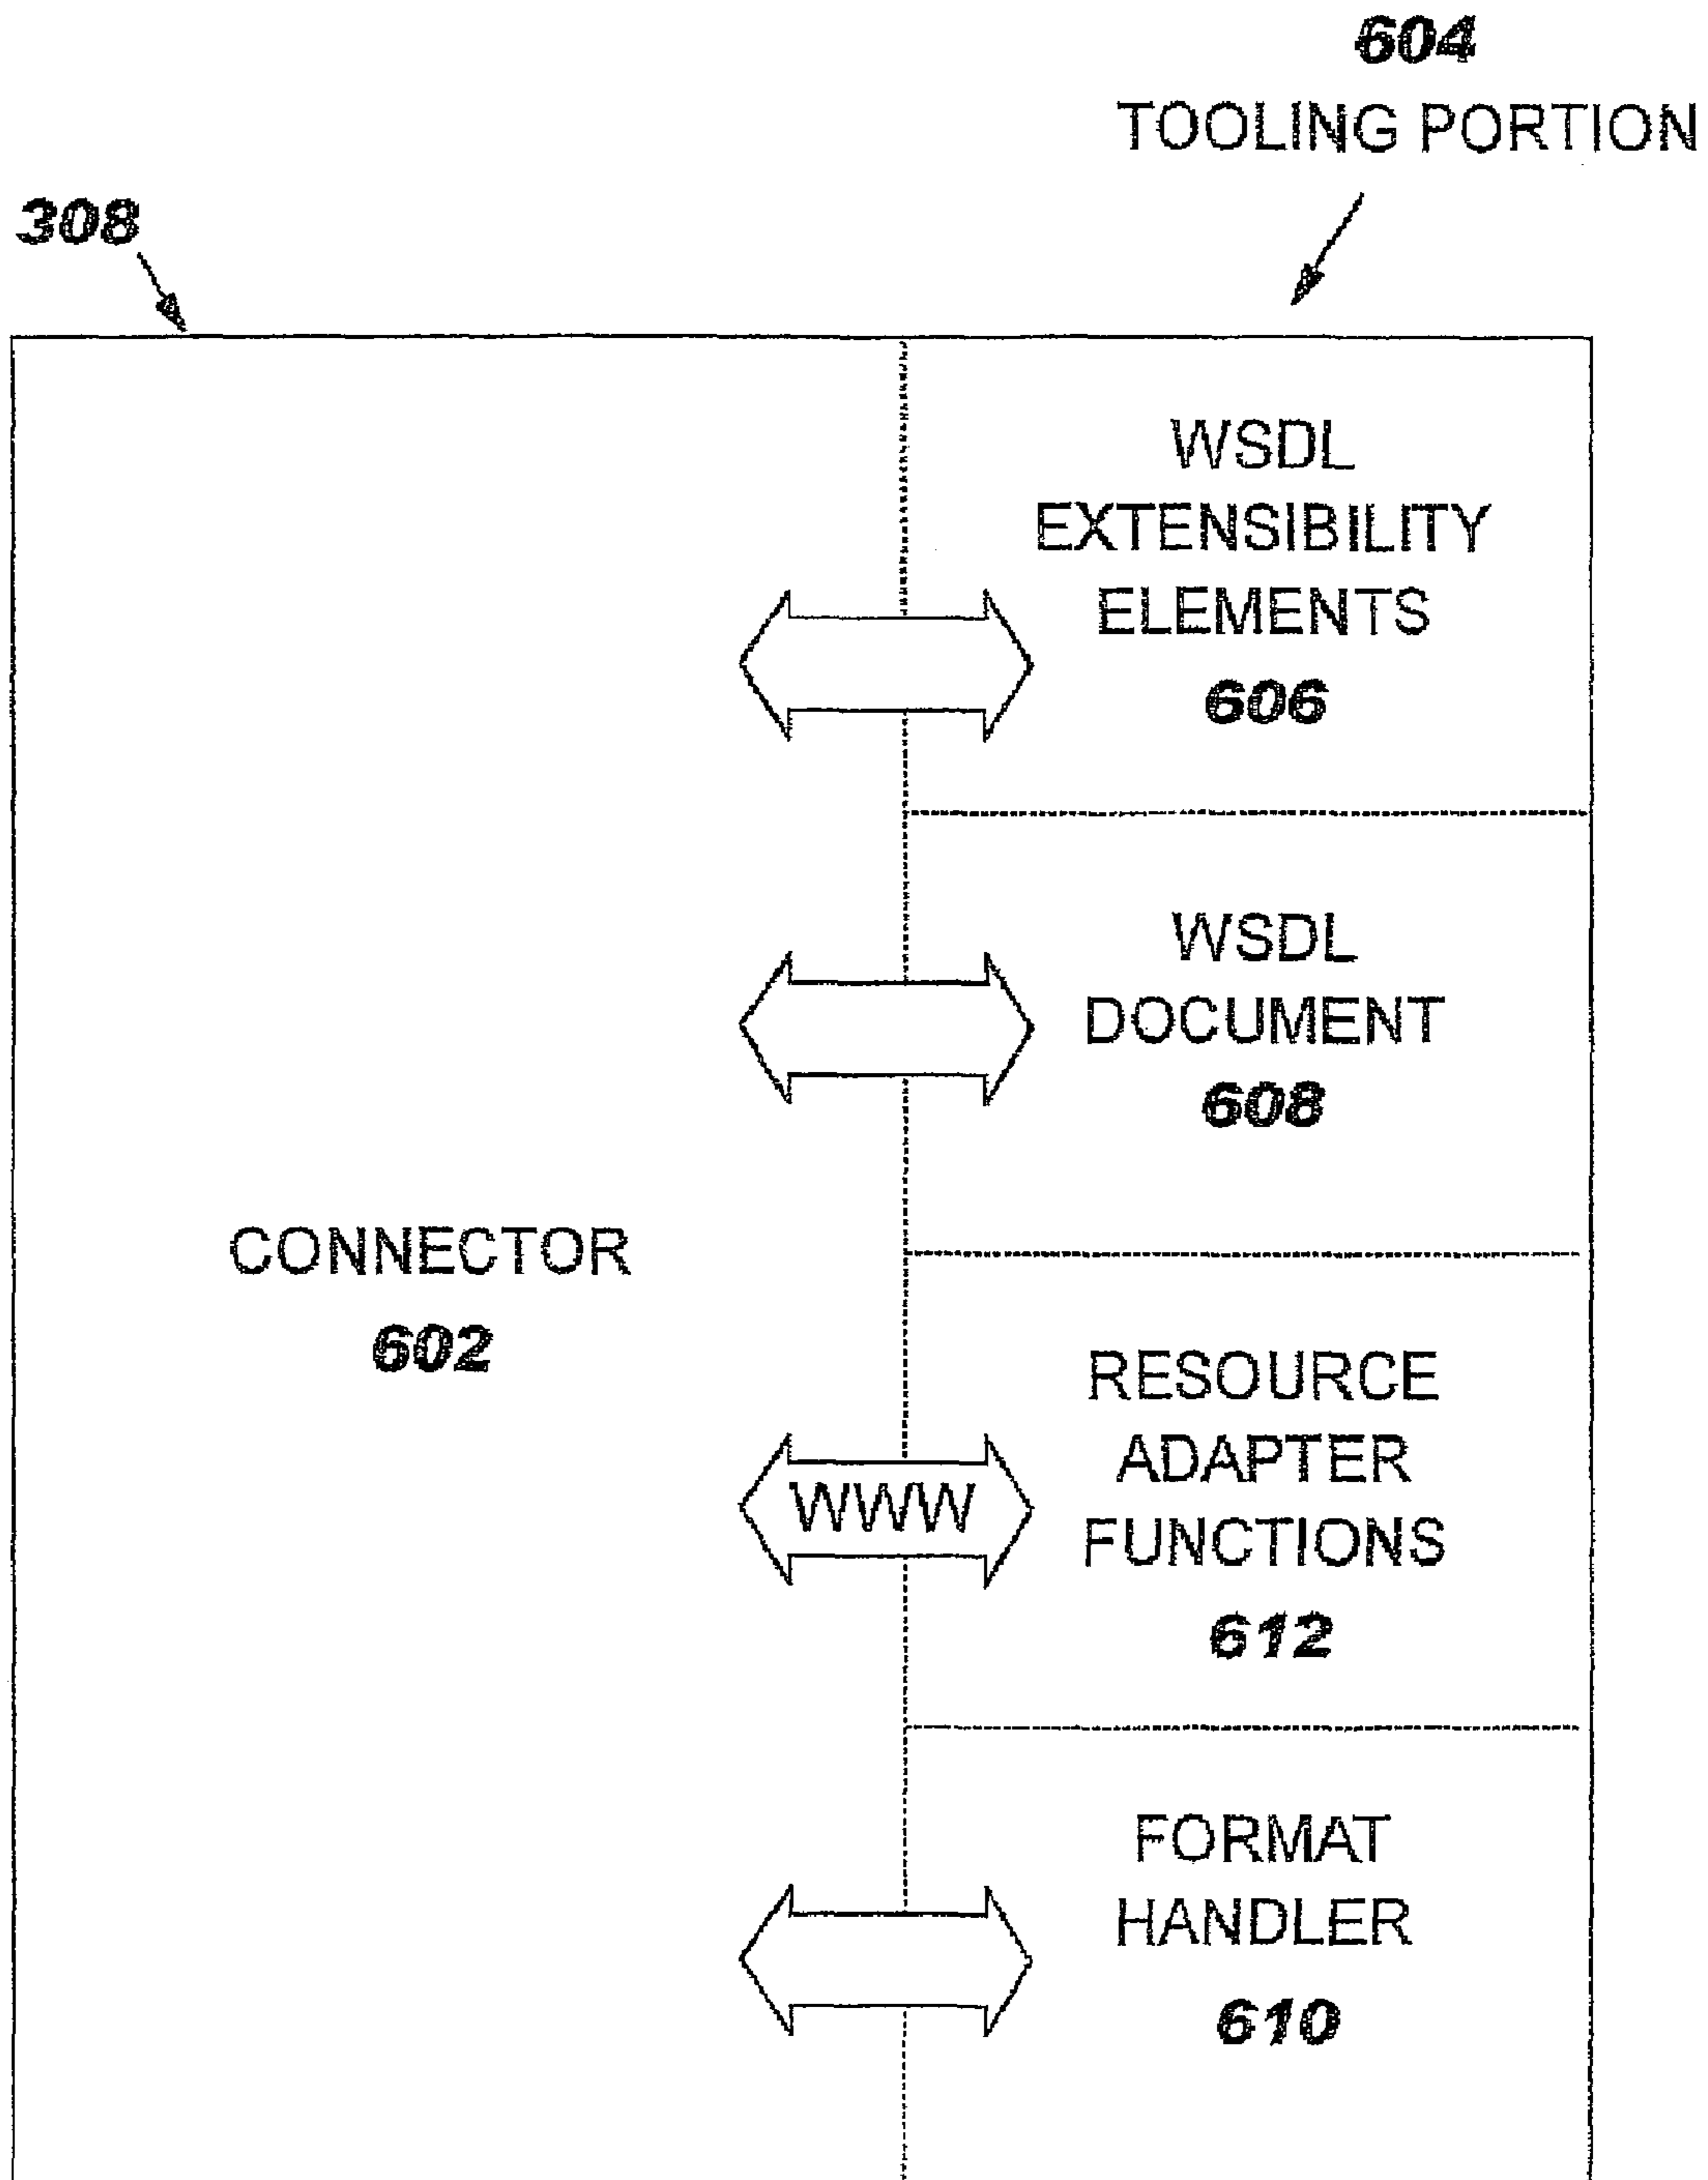 604
TOOLING PORTION
308
WSDL
EXTENSIBILITY
ELEMENTS
606
WSDL
DOCUMENT
608
CONNECTOR
602
RESOURCE
ADAPTER
FUNCTIONS
612
WWW
FORMAT
HANDLER
610